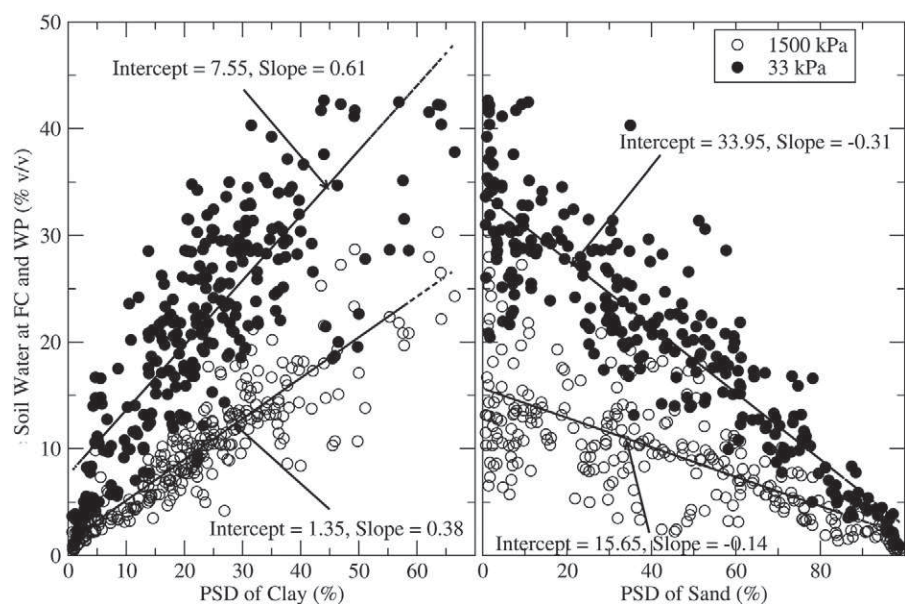 50
40
30
20
10
0
: Soil Water at FC and WP (% v/v)
Intercept = 7.55, Slope = 0.61
Intercept = 1.35, Slope = 0.38
0 10 20 30 40 50 60
PSD of Clay (%)
1500 kPa
33 kPa
Intercept = 33.95, Slope = -0.31
Intercept = 15.65, Slope = -0.14
0 20 40 60 80
PSD of Sand (%)